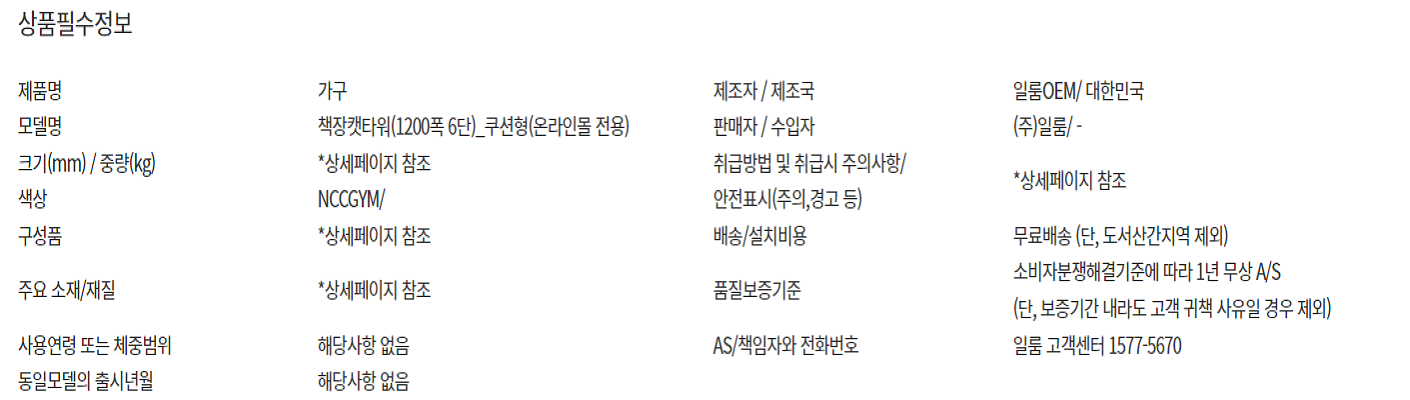 상품필수정보
제품명 가구 제조자 / 제조국 일룸OEM/ 대한민국
모델명 책장캣타워(1200폭 6단)_쿠션형(온라인몰 전용) 판매자 / 수입자 (주)일룸/ -
크기(mm) / 중량(kg) *상세페이지 참조 취급방법 및 취급시 주의사항/
*상세페이지 참조
색상 NCCGYM/ 안전표시(주의,경고 등)
구성품 *상세페이지 참조 배송/설치비용 무료배송 (단, 도서산간지역 제외)
소비자분쟁해결기준에 따라 1년 무상 A/S
주요 소재/재질 *상세페이지 참조 품질보증기준
(단, 보증기간 내라도 고객 귀책 사유일 경우 제외)
사용연령 또는 체중범위 해당사항 없음 AS/책임자와 전화번호 일룸 고객센터 1577-5670
동일모델의 출시년월 해당사항 없음